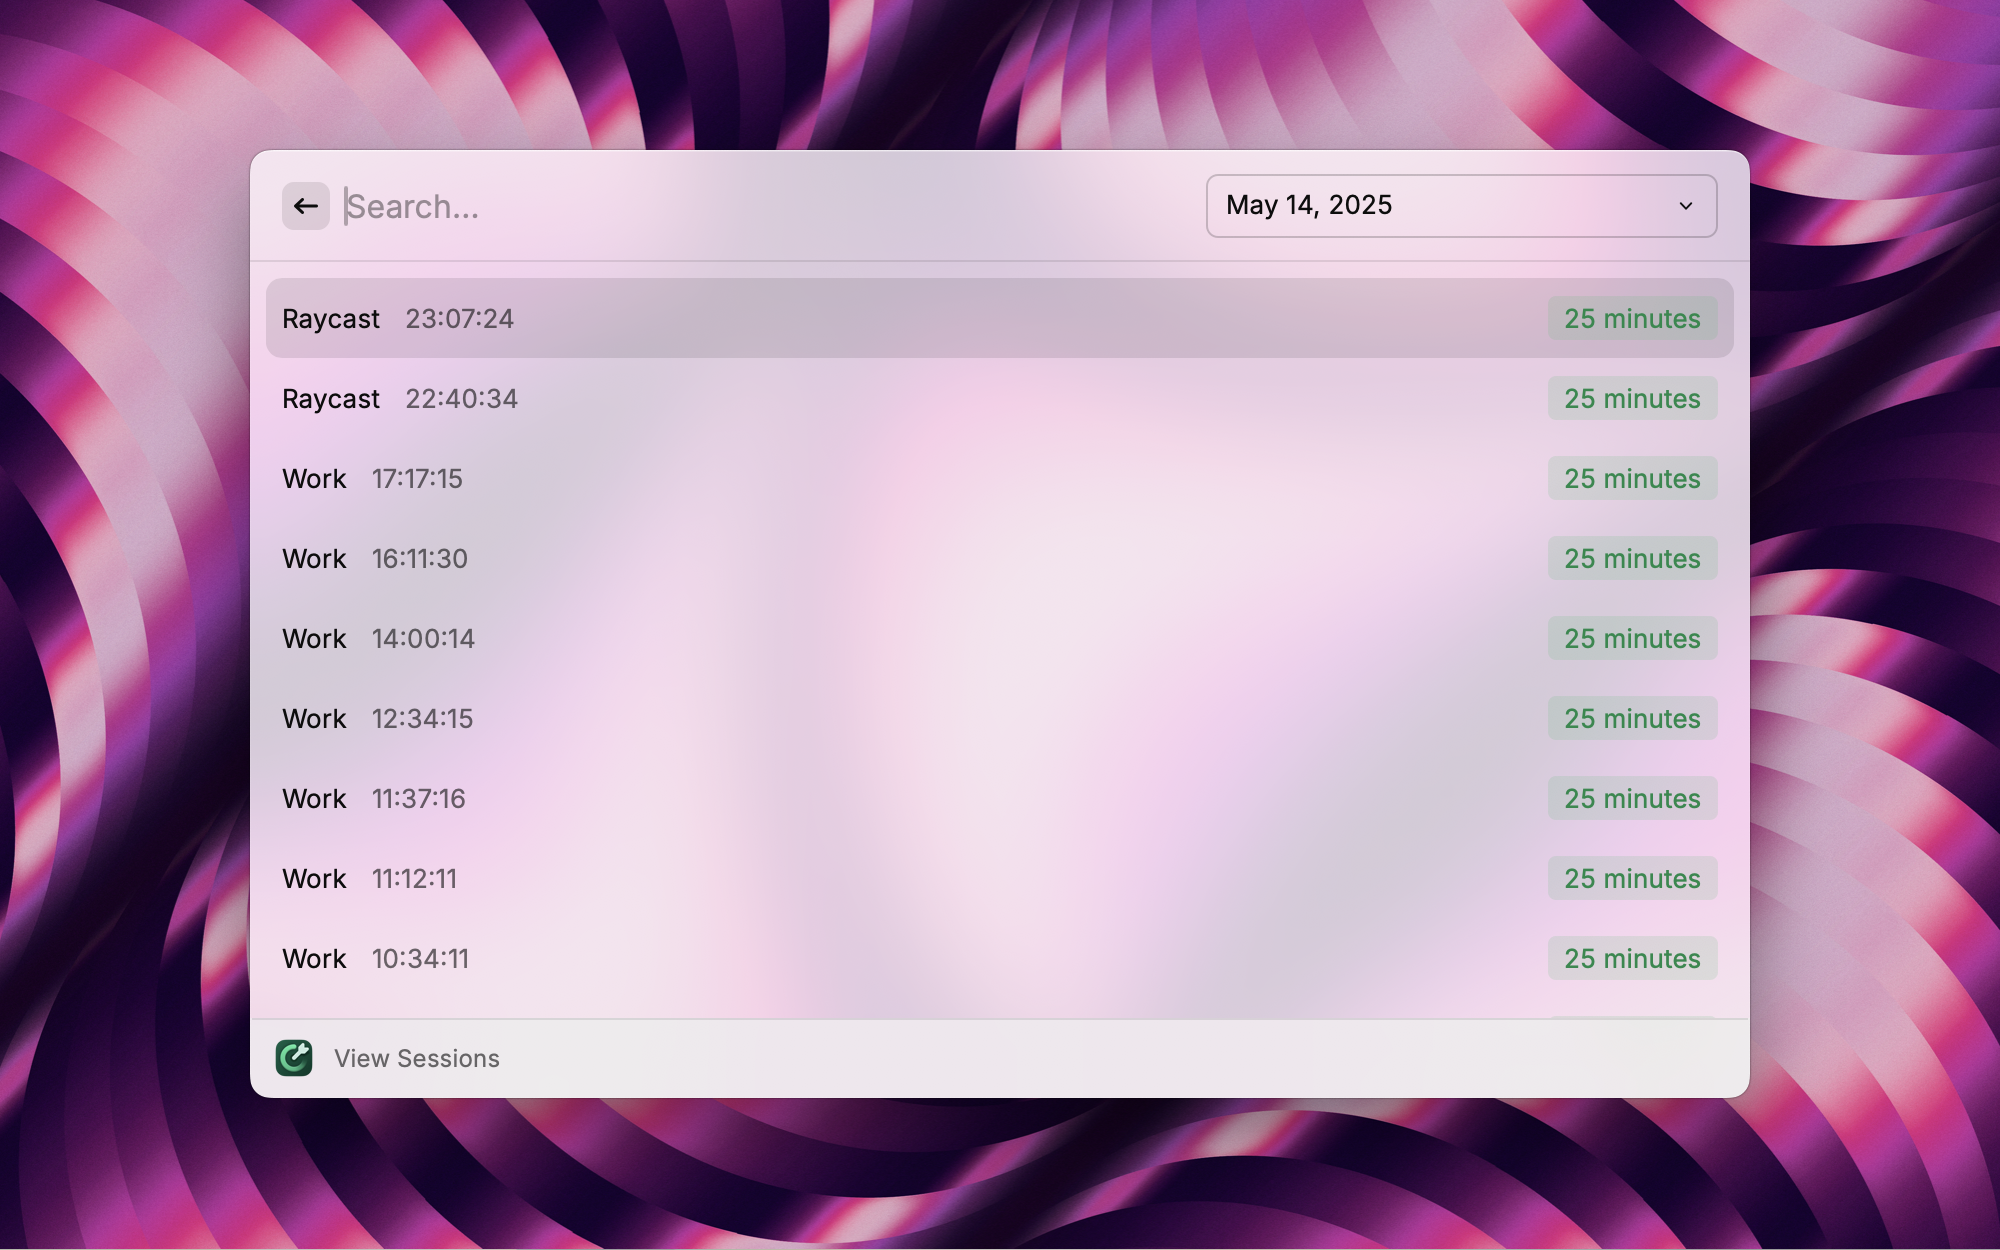 Search...
May 14, 2025
Raycast 23:07:24 25 minutes
Raycast 22:40:34 25 minutes
Work 17:17:15 25 minutes
Work 16:11:30 25 minutes
Work 14:00:14 25 minutes
Work 12:34:15 25 minutes
Work 11:37:16 25 minutes
Work 11:12:11 25 minutes
Work 10:34:11 25 minutes
View Sessions